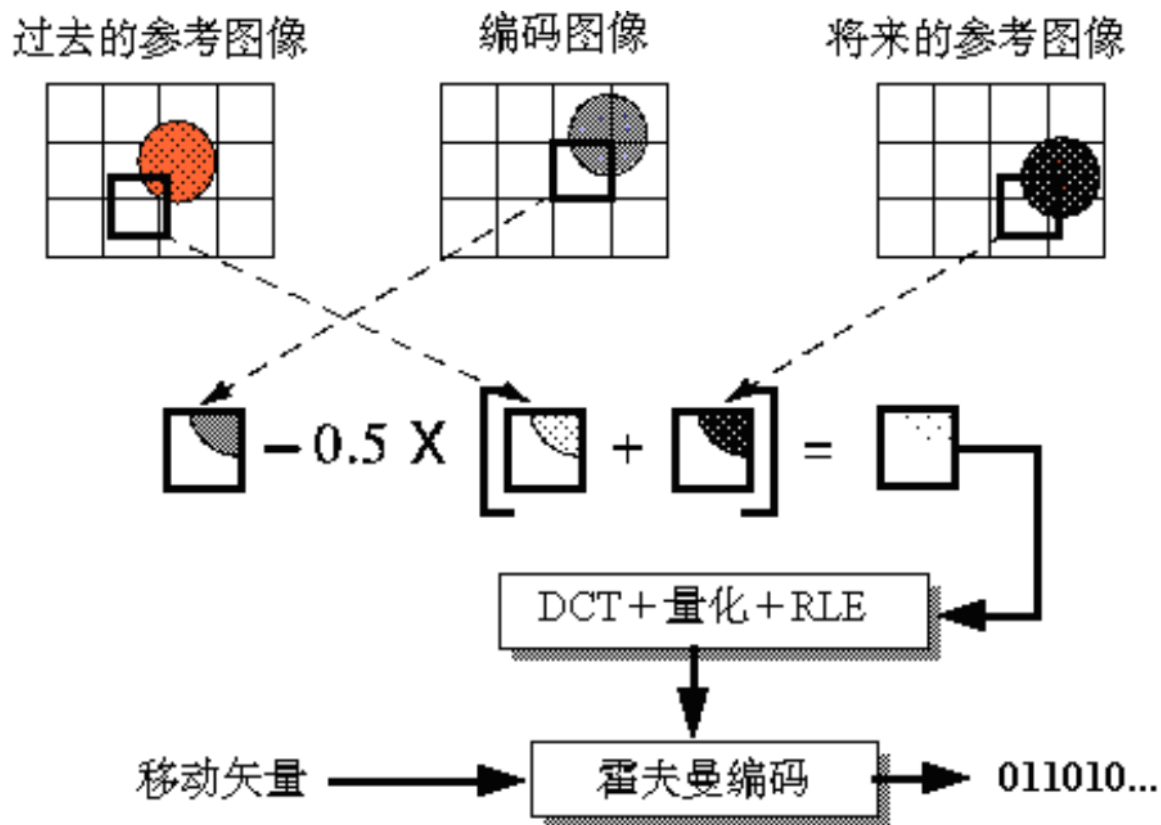 过去的参考图像 编码图像 将来的参考图像
－0.5 X [ + ] =
DCT＋量化＋RLE
移动矢量 霍夫曼编码 011010...